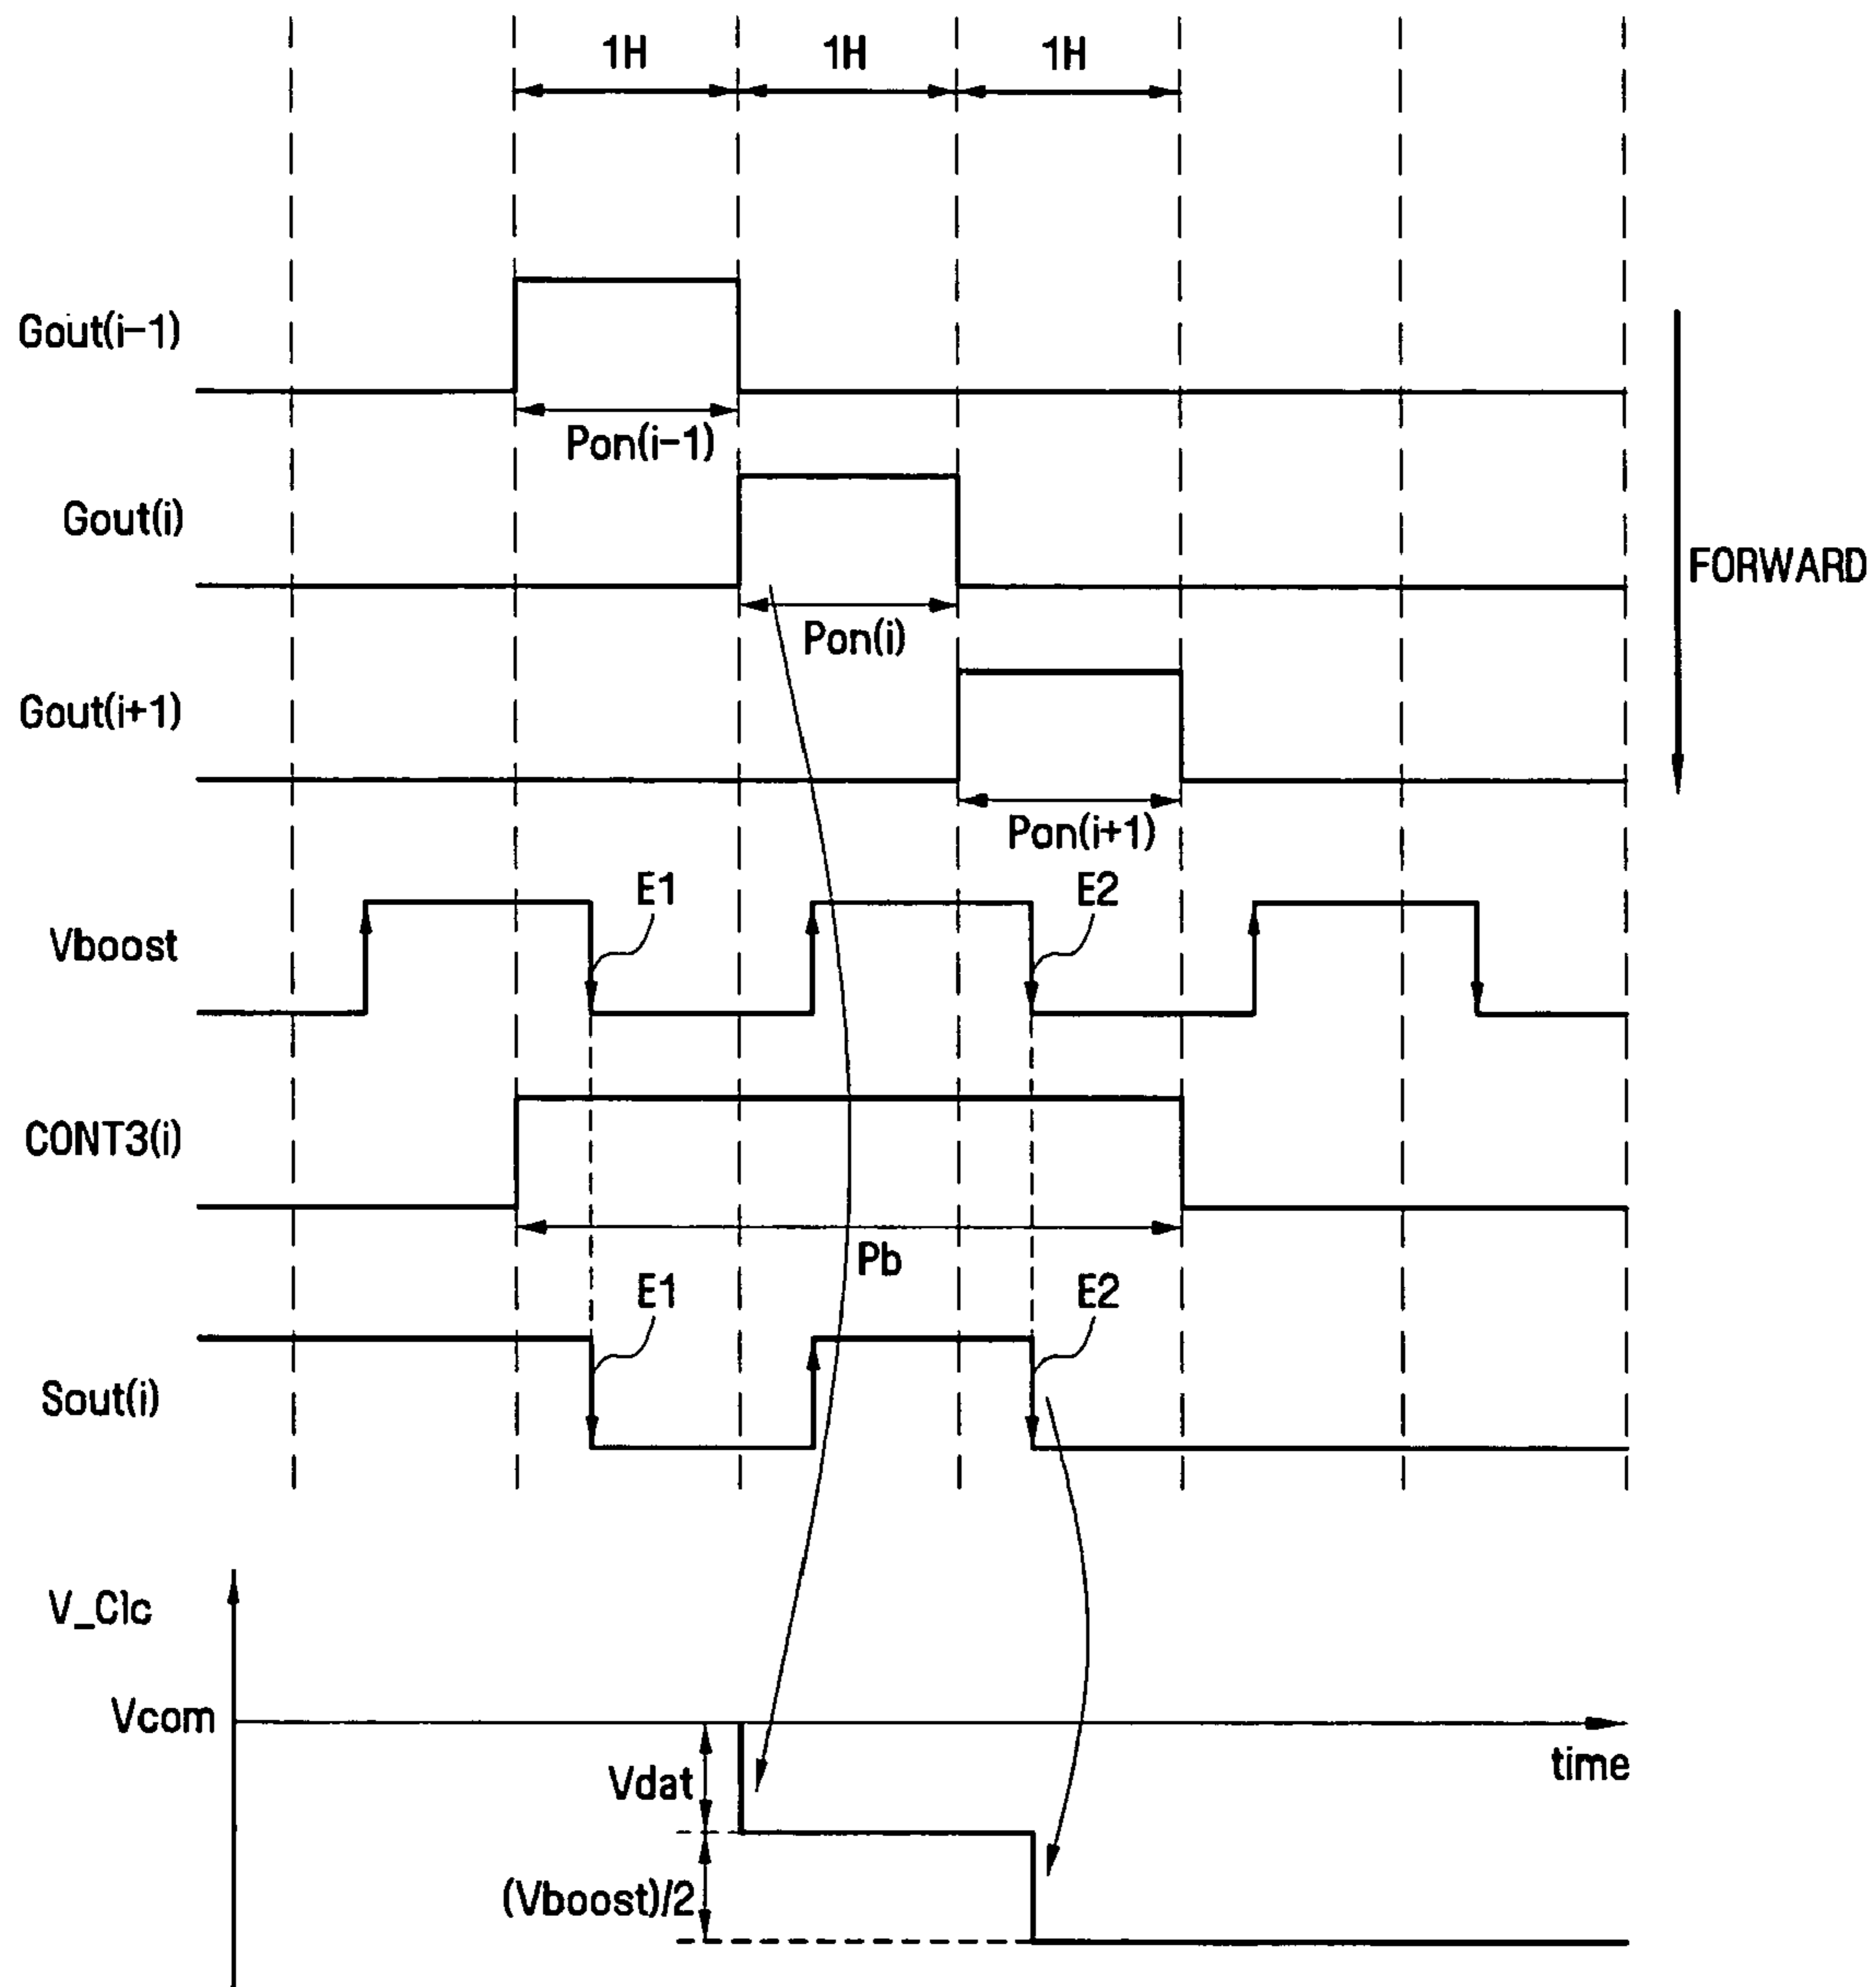 1H 1H 1H
Gout(i-1)
Pon(i-1)
Gout(i)
FORWARD
Pon(i)
Gout(i+1)
Pon(i+1)
E1 E2
Vboost
CONT3(i)
Pb
E1 E2
Sout(i)
V_Clc
Vcom
time
Vdat
(Vboost)/2